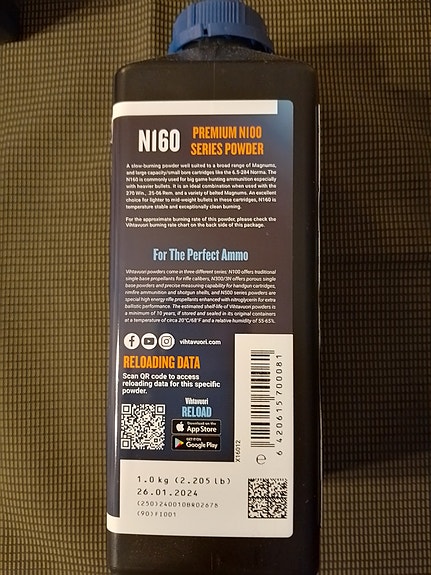 N160
PREMIUM N100
SERIES POWDER
A slow-burning powder well suited to a broad range of Magnums,
and large capacity/small bore cartridges like the 6.5-284 Norma. The
N160 is commonly used for big game hunting ammunition especially
with heavier bullets. It is an ideal combination when used with the
270 Win., .25-06 Rem. and a variety of belted Magnums. An excellent
choice for lighter to mid-weight bullets in these cartridges, N160 is
temperature stable and exceptionally clean burning.
For the approximate burning rate of this powder, please check the
Vihtavuori burning rate chart on the back side of this package.
For The Perfect Ammo
Vihtavuori powders come in three different series: N100 offers traditional
single base propellants for rifle calibers, N300/3N offers porous single
base powders and precise measuring capability for handgun cartridges,
rimfire ammunition and shotgun shells, and N500 series powders are
special high energy rifle propellants enhanced with nitroglycerin for extra
ballistic performance. The estimated shelf-life of Vihtavuori powders is
a minimum of 10 years, if stored and sealed in its original containers
at a temperature of circa 20°C/68°F and a relative humidity of 55-65%.
vihtavuori.com
RELOADING DATA
Scan QR code to access
reloading data for this specific
powder.
Vihtavuori
RELOAD
Download on the
App Store
GET IT ON
Google Play
X16012
6 420615 700081
1.0 kg (2.205 lb)
26.01.2024
(250)240010BR02678
(90)FI001